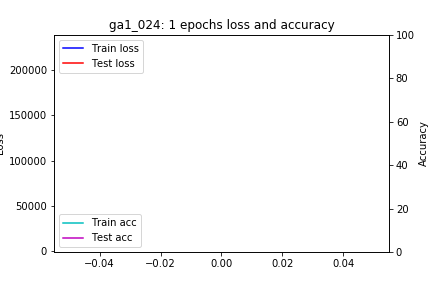 ga1_024: 1 epochs loss and accuracy
Train loss
Test loss
Train acc
Test acc
200000
150000
100000
50000
0
Loss
100
80
60
40
20
0
Accuracy
−0.04
−0.02
0.00
0.02
0.04